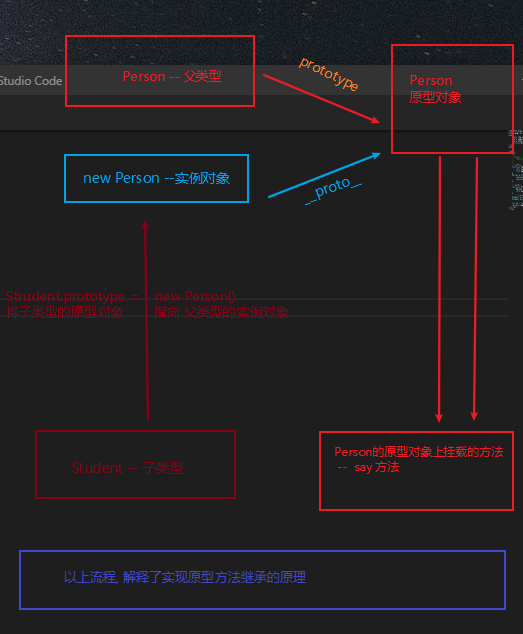 Person -- 父类型
prototype
Person
原型对象
Studio Code
new Person --实例对象
__proto__
Strudent.prototype = new Person()
将子类型的原型对象 指向 父类型的实例对象
Student -- 子类型
Person的原型对象上挂载的方法
-- say 方法
以上流程, 解释了实现原型方法继承的原理